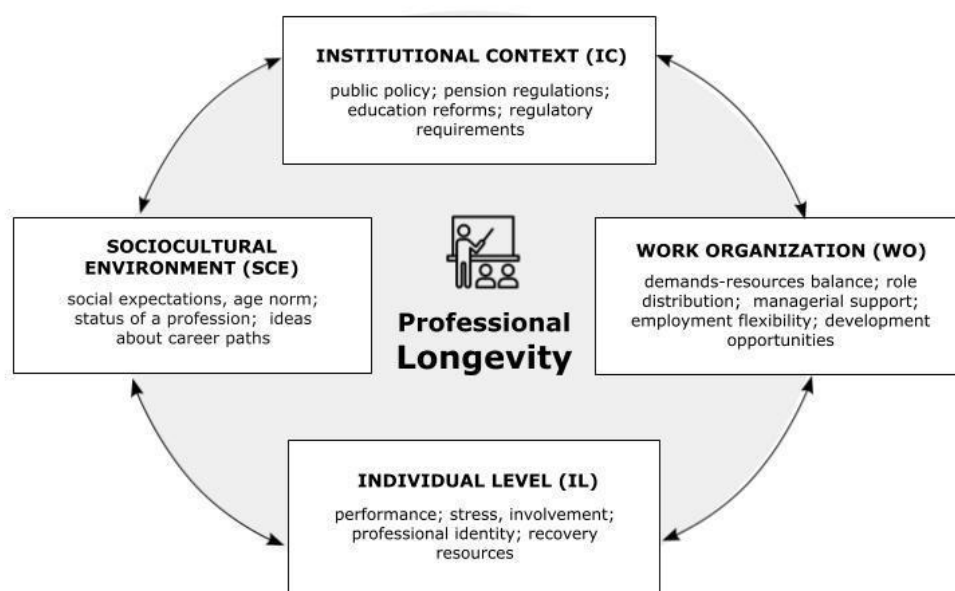 INSTITUTIONAL CONTEXT (IC)
public policy; pension regulations;
education reforms; regulatory
requirements
SOCIOCULTURAL
ENVIRONMENT (SCE)
social expectations, age norm;
status of a profession; ideas
about career paths
Professional
Longevity
WORK ORGANIZATION (WO)
demands-resources balance; role
distribution; managerial support;
employment flexibility; development
opportunities
INDIVIDUAL LEVEL (IL)
performance; stress, involvement;
professional identity; recovery
resources